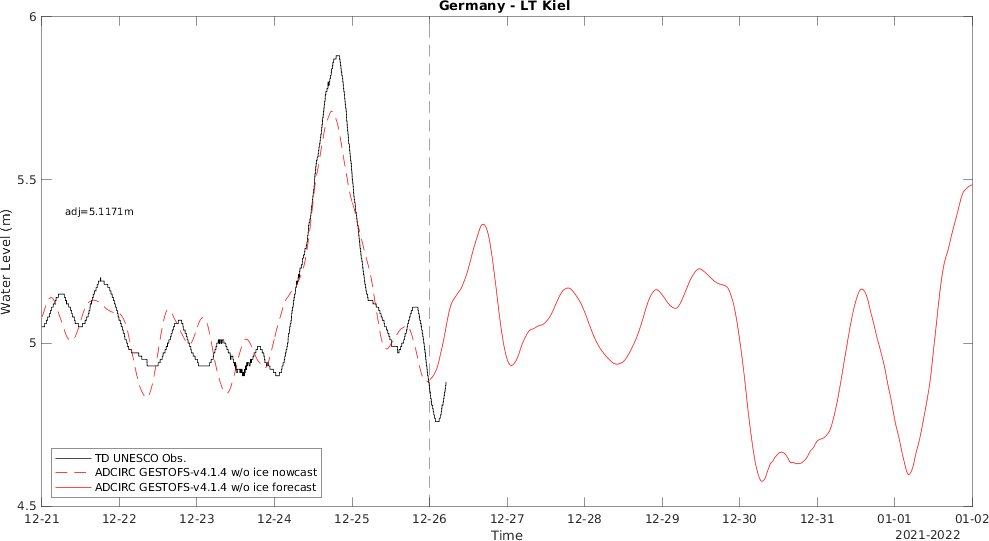 Germany - LT Kiel
6
5.5
5
4.5
Water Level (m)
adj=5.1171m
TD UNESCO Obs.
ADCIRC GESTOFS-v4.1.4 w/o ice nowcast
ADCIRC GESTOFS-v4.1.4 w/o ice forecast
12-21 12-22 12-23 12-24 12-25 12-26 12-27 12-28 12-29 12-30 12-31 01-01 01-02
Time
2021-2022